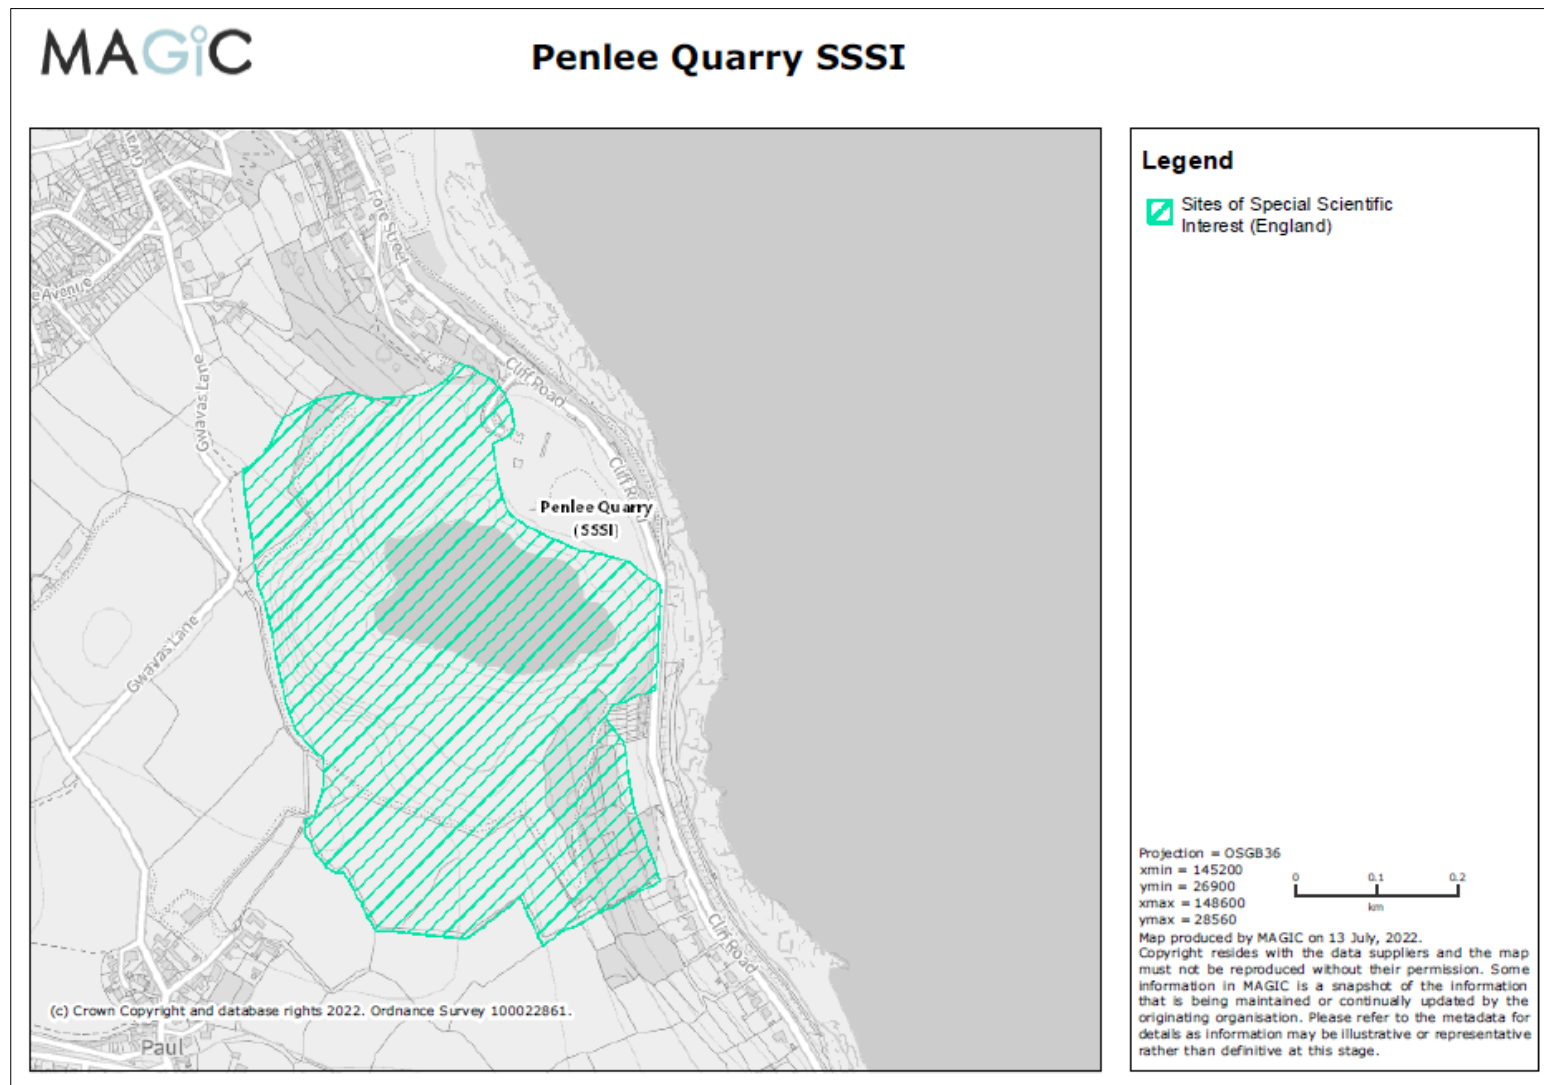 MAGiC
Penlee Quarry SSSI
Legend
Sites of Special Scientific
Interest (England)
Gwav
Fore Street
e Avenue
Gwavas Lane
Cliff Road
Cliff R
Penlee Quarry
(SSSI)
Gwavas Lane
Cliff Road
Paul
(c) Crown Copyright and database rights 2022. Ordnance Survey 100022861.
Projection = OSGB36
xmin = 145200
ymin = 26900
xmax = 148600
ymax = 28560
0 0.1 0.2
km
Map produced by MAGIC on 13 July, 2022.
Copyright resides with the data suppliers and the map
must not be reproduced without their permission. Some
information in MAGIC is a snapshot of the information
that is being maintained or continually updated by the
originating organisation. Please refer to the metadata for
details as information may be illustrative or representative
rather than definitive at this stage.